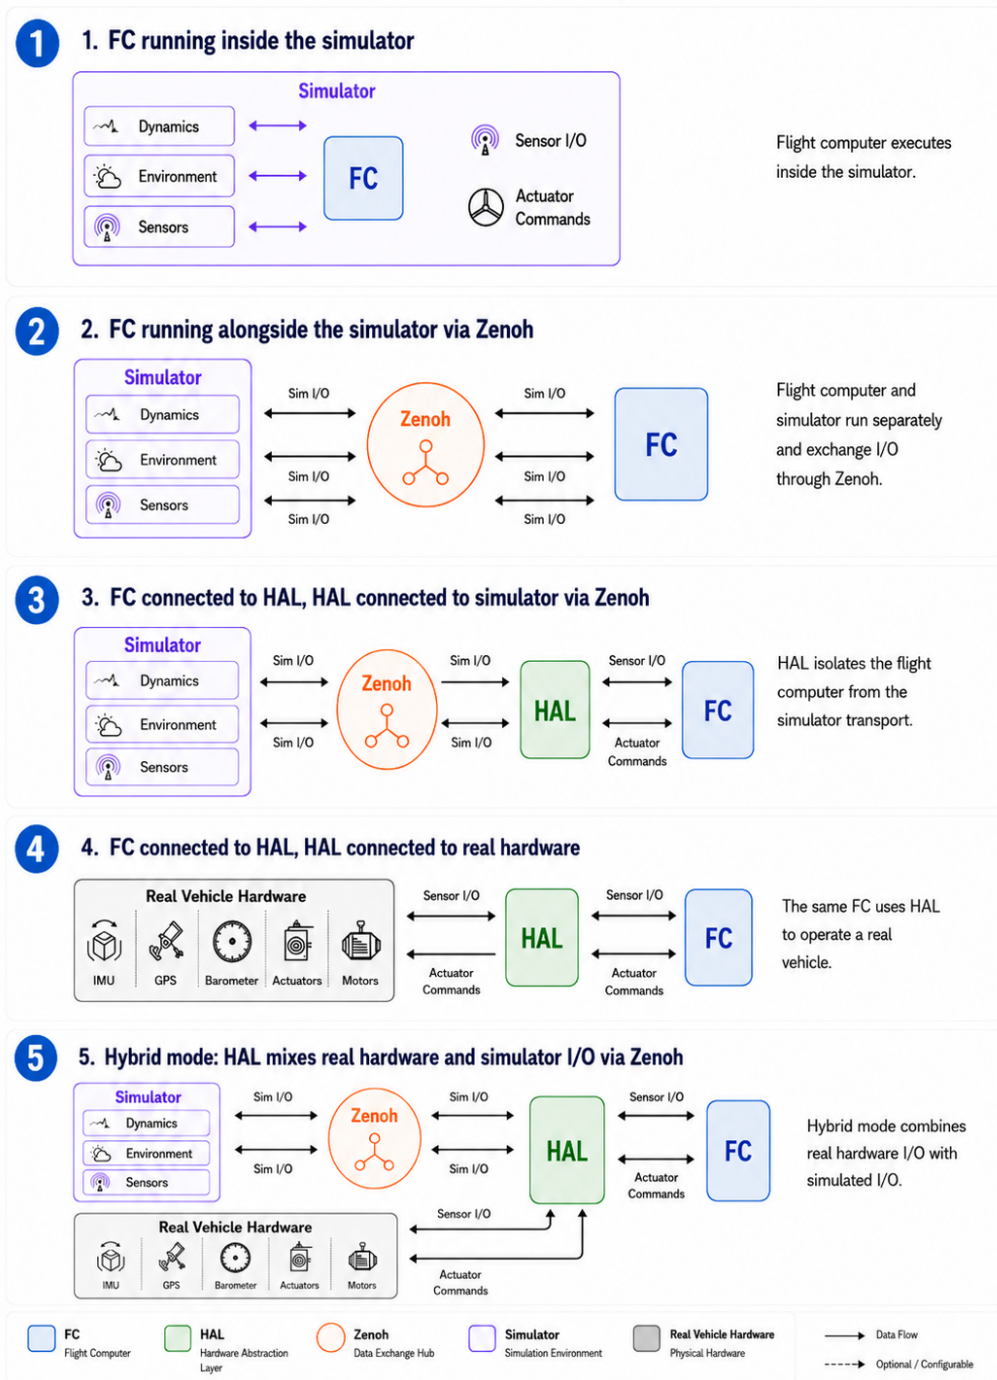 1
1. FC running inside the simulator
Simulator
Dynamics
Environment
Sensors
FC
Sensor I/O
Actuator
Commands
Flight computer executes
inside the simulator.
2
2. FC running alongside the simulator via Zenoh
Simulator
Dynamics
Environment
Sensors
Sim I/O
Sim I/O
Sim I/O
Zenoh
Sim I/O
Sim I/O
Sim I/O
FC
Flight computer and
simulator run separately
and exchange I/O
through Zenoh.
3
3. FC connected to HAL, HAL connected to simulator via Zenoh
Simulator
Dynamics
Environment
Sensors
Sim I/O
Sim I/O
Zenoh
Sim I/O
Sim I/O
HAL
Sensor I/O
Actuator
Commands
FC
HAL isolates the flight
computer from the
simulator transport.
4
4. FC connected to HAL, HAL connected to real hardware
Real Vehicle Hardware
IMU
GPS
Barometer
Actuators
Motors
Sensor I/O
Actuator
Commands
HAL
Sensor I/O
Actuator
Commands
FC
The same FC uses HAL
to operate a real
vehicle.
5
5. Hybrid mode: HAL mixes real hardware and simulator I/O via Zenoh
Simulator
Dynamics
Environment
Sensors
Sim I/O
Sim I/O
Zenoh
Sim I/O
Sim I/O
HAL
Sensor I/O
Actuator
Commands
FC
Hybrid mode combines
real hardware I/O with
simulated I/O.
Real Vehicle Hardware
IMU
GPS
Barometer
Actuators
Motors
Sensor I/O
Actuator
Commands
FC
Flight Computer
HAL
Hardware Abstraction
Layer
Zenoh
Data Exchange Hub
Simulator
Simulation Environment
Real Vehicle Hardware
Physical Hardware
Data Flow
Optional / Configurable